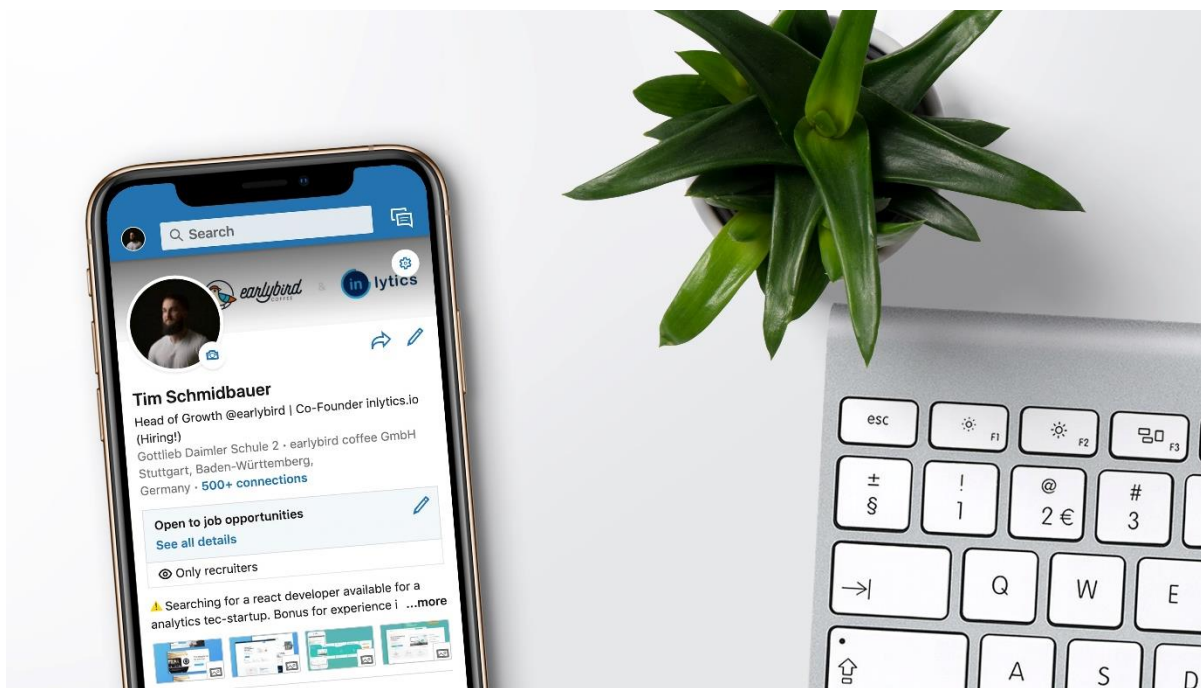 Search
earlybird
COFFEE
&
in lytics
Tim Schmidbauer
Head of Growth @earlybird | Co-Founder inlytics.io
(Hiring!)
Gottlieb Daimler Schule 2 · earlybird coffee GmbH
Stuttgart, Baden-Württemberg,
Germany · 500+ connections
Open to job opportunities
See all details
Only recruiters
⚠ Searching for a react developer available for a
analytics tec-startup. Bonus for experience i ...more
esc F1 F2 F3
± ! @ #
§ 1 2 € 3
Q W E
A S D